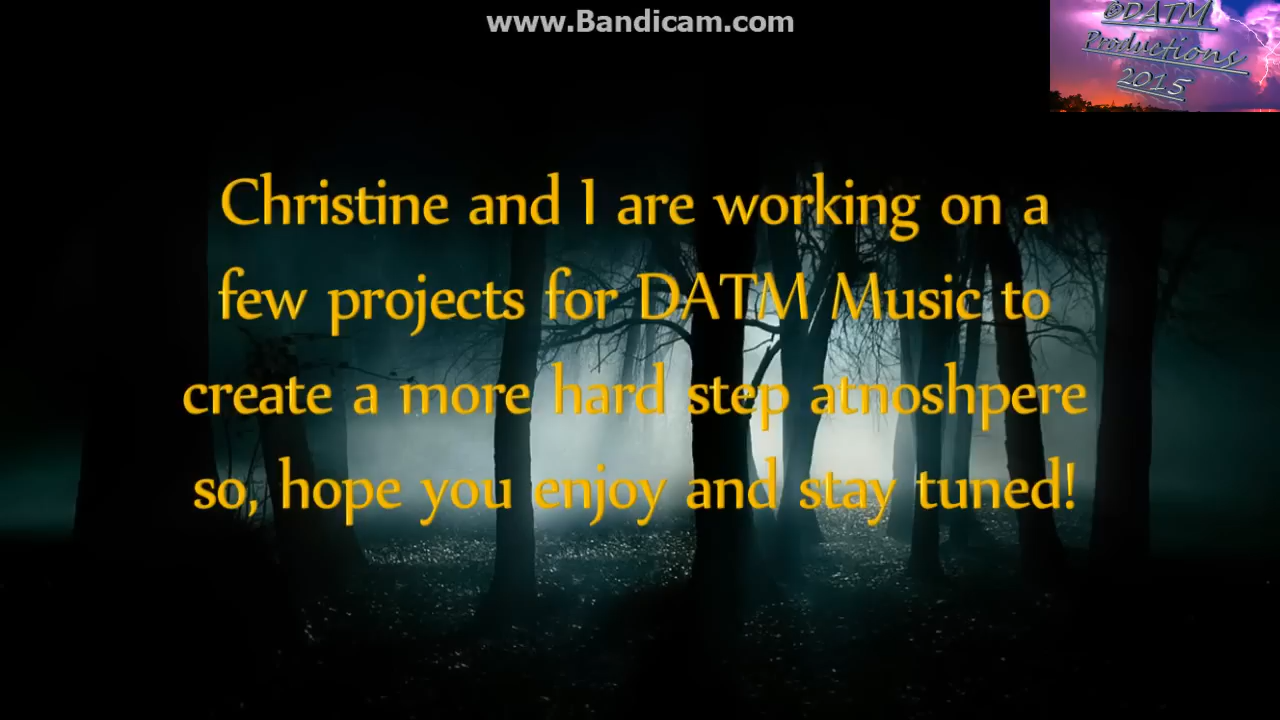 www.Bandicam.com
©DATM
Productions
2015
Christine and I are working on a
few projects for DATM Music to
create a more hard step atnoshpere
so, hope you enjoy and stay tuned!